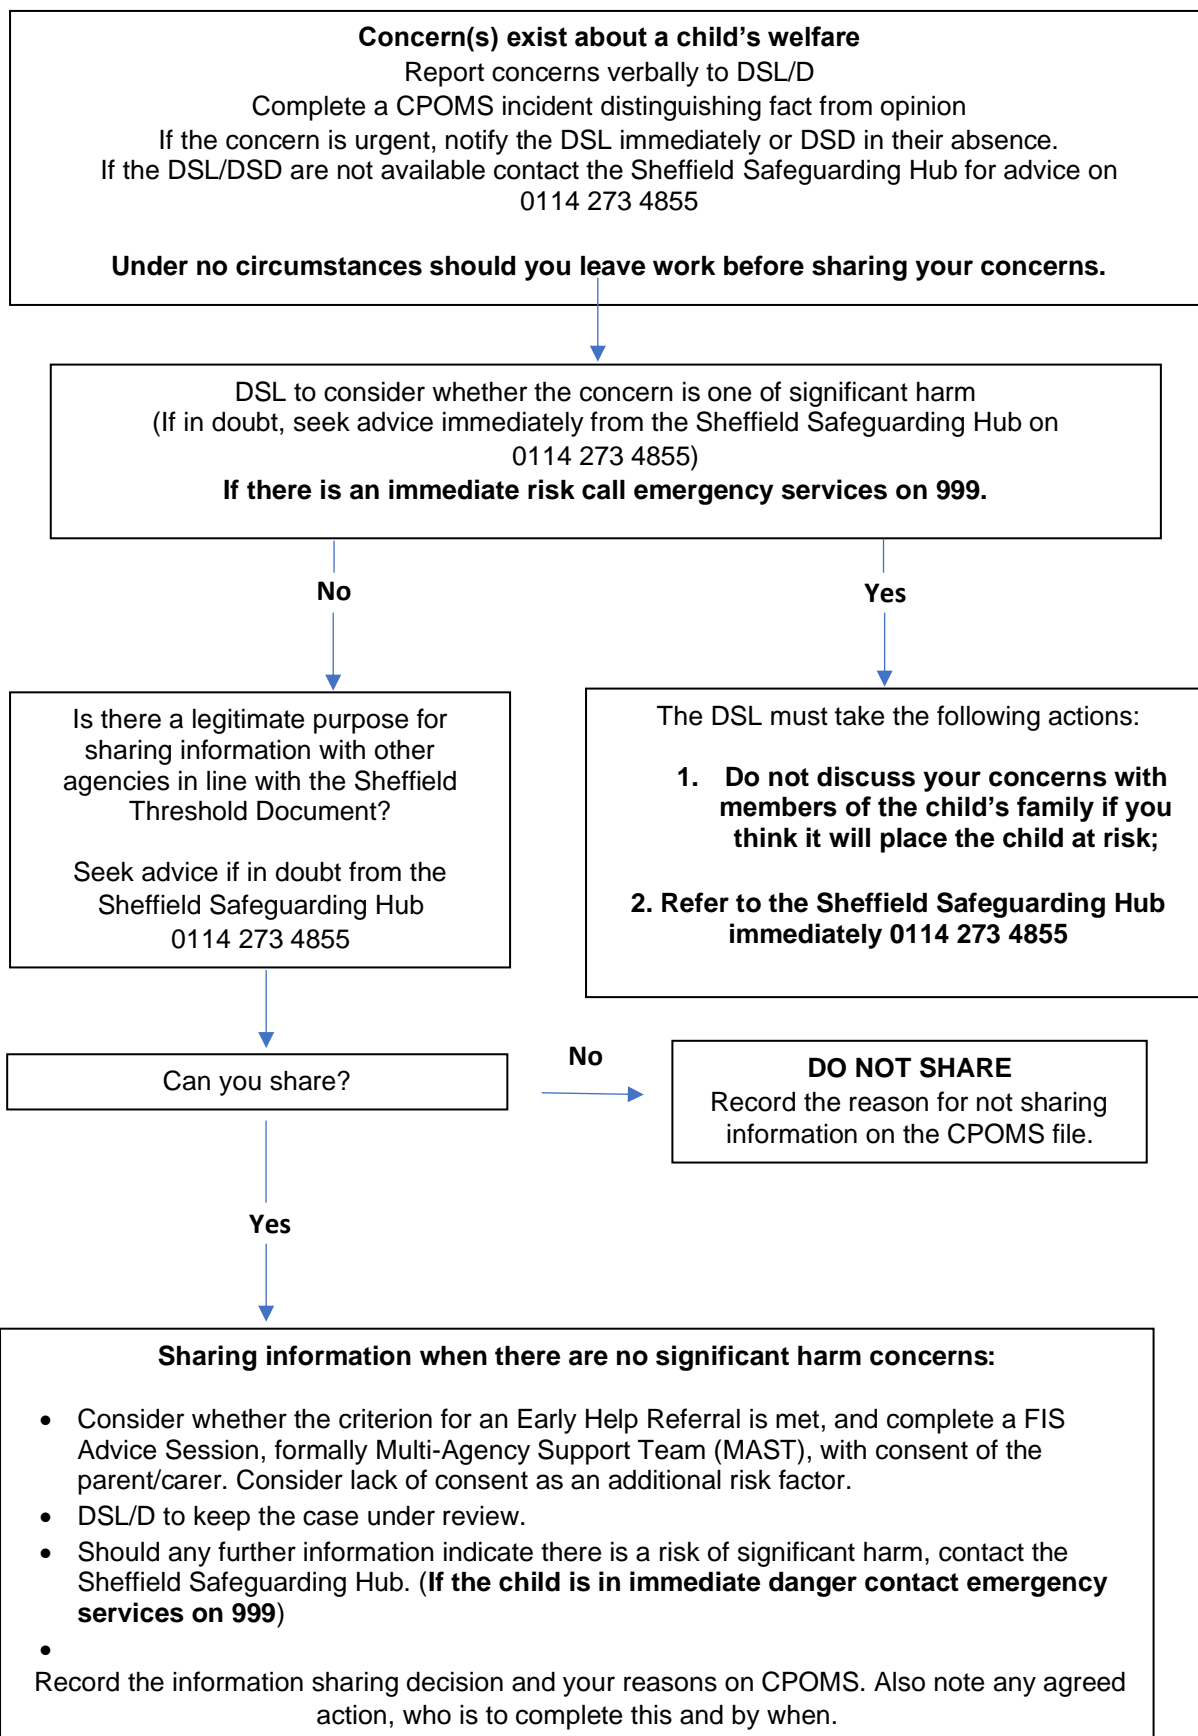 Concern(s) exist about a child's welfare
Report concerns verbally to DSL/D
Complete a CPOMS incident distinguishing fact from opinion
If the concern is urgent, notify the DSL immediately or DSD in their absence.
If the DSL/DSD are not available contact the Sheffield Safeguarding Hub for advice on
0114 273 4855
Under no circumstances should you leave work before sharing your concerns.
DSL to consider whether the concern is one of significant harm
(If in doubt, seek advice immediately from the Sheffield Safeguarding Hub on
0114 273 4855)
If there is an immediate risk call emergency services on 999.
No
Yes
Is there a legitimate purpose for
sharing information with other
agencies in line with the Sheffield
Threshold Document?
Seek advice if in doubt from the
Sheffield Safeguarding Hub
0114 273 4855
The DSL must take the following actions:
1. Do not discuss your concerns with
members of the child's family if you
think it will place the child at risk;
2. Refer to the Sheffield Safeguarding Hub
immediately 0114 273 4855
Can you share?
No
DO NOT SHARE
Record the reason for not sharing
information on the CPOMS file.
Yes
Sharing information when there are no significant harm concerns:
• Consider whether the criterion for an Early Help Referral is met, and complete a FIS
Advice Session, formally Multi-Agency Support Team (MAST), with consent of the
parent/carer. Consider lack of consent as an additional risk factor.
• DSL/D to keep the case under review.
• Should any further information indicate there is a risk of significant harm, contact the
Sheffield Safeguarding Hub. (If the child is in immediate danger contact emergency
services on 999)
•
Record the information sharing decision and your reasons on CPOMS. Also note any agreed
action, who is to complete this and by when.